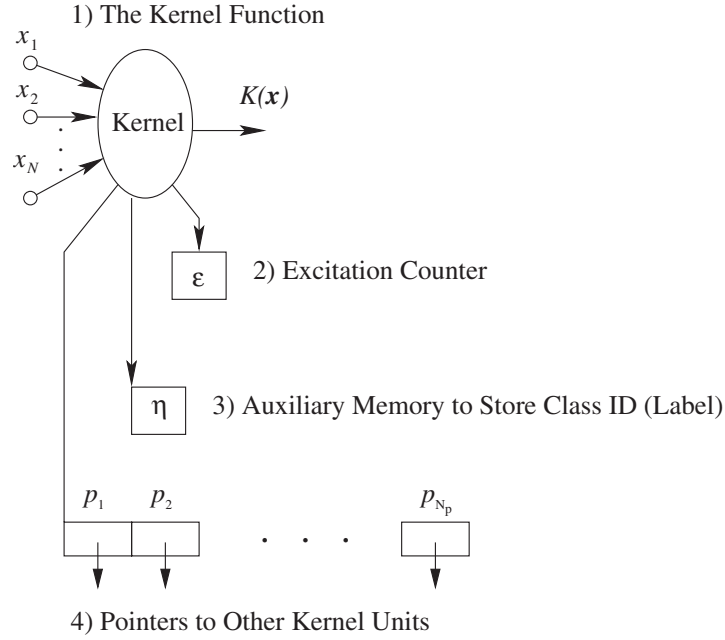 1) The Kernel Function
x1
x2
xN
Kernel
K(x)
ε
2) Excitation Counter
η
3) Auxiliary Memory to Store Class ID (Label)
p1
p2
pNp
4) Pointers to Other Kernel Units